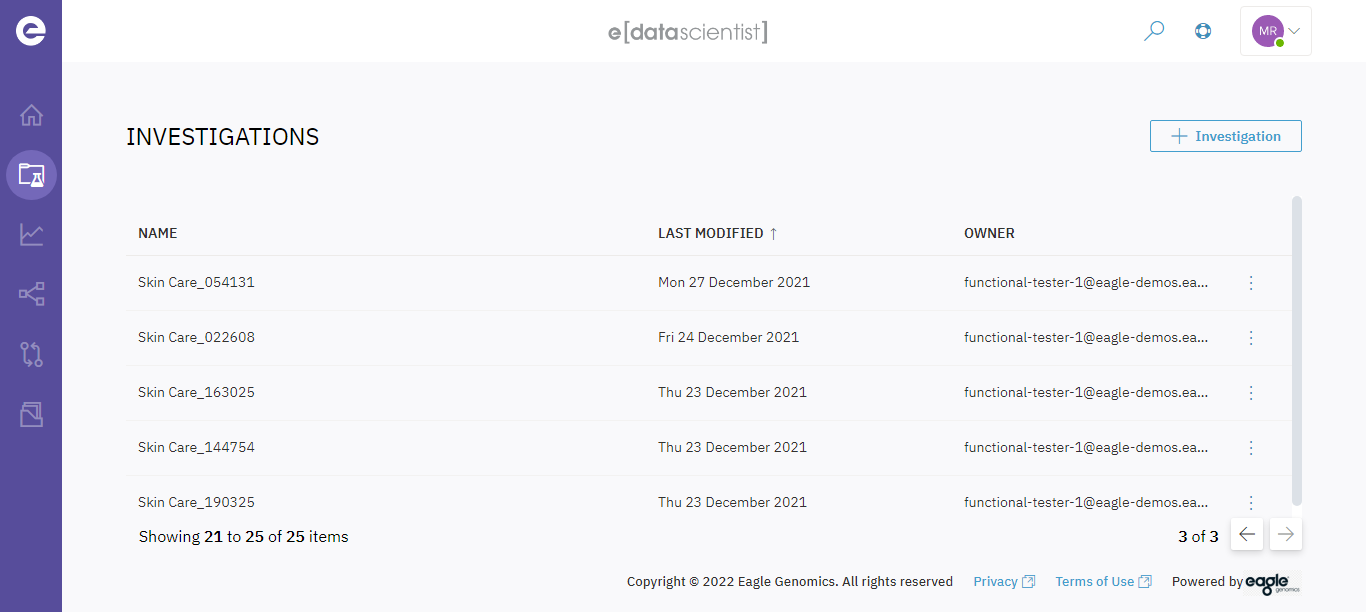 e
e[datascientist]
MR
INVESTIGATIONS
Investigation
NAME LAST MODIFIED ↑ OWNER
Skin Care_054131 Mon 27 December 2021 functional-tester-1@eagle-demos.ea...
Skin Care_022608 Fri 24 December 2021 functional-tester-1@eagle-demos.ea...
Skin Care_163025 Thu 23 December 2021 functional-tester-1@eagle-demos.ea...
Skin Care_144754 Thu 23 December 2021 functional-tester-1@eagle-demos.ea...
Skin Care_190325 Thu 23 December 2021 functional-tester-1@eagle-demos.ea...
Showing 21 to 25 of 25 items 3 of 3
Copyright © 2022 Eagle Genomics. All rights reserved Privacy Terms of Use Powered by eagle genomics